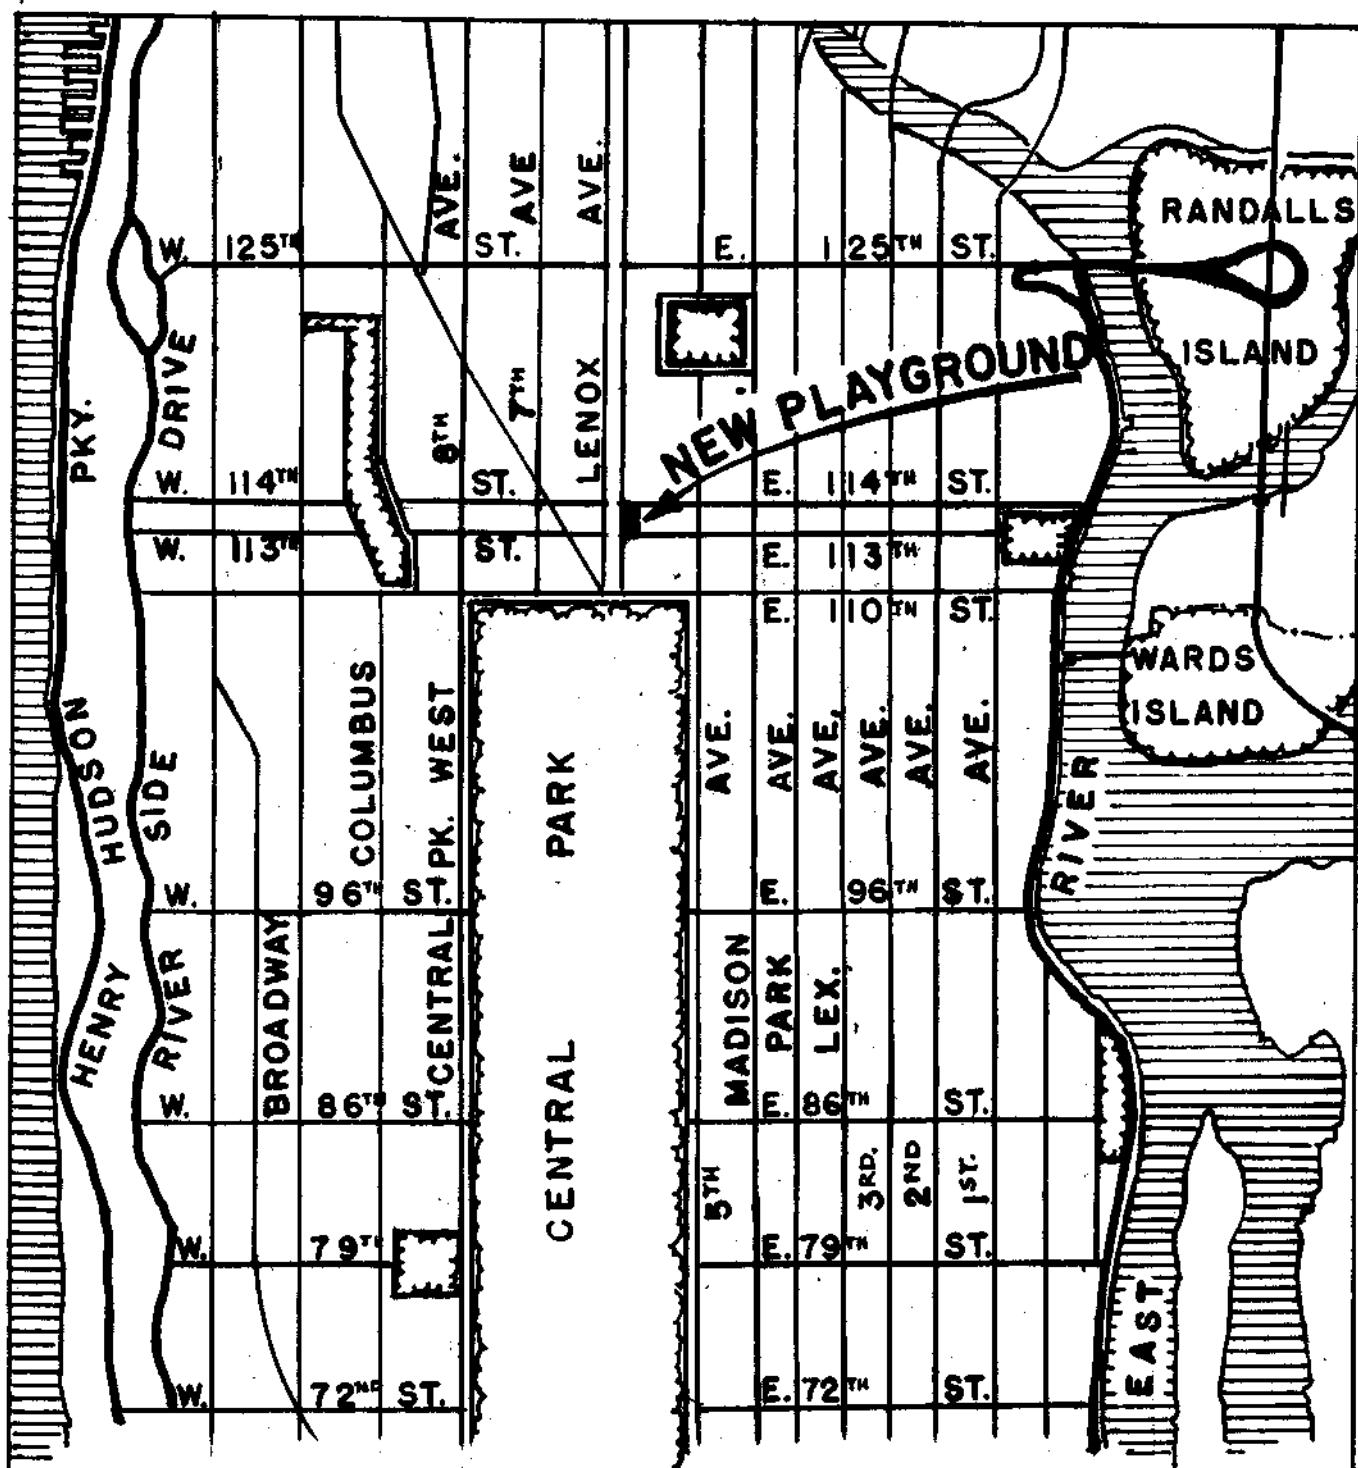 RANDALLS
ISLAND
W. 125TH ST.
E. 125TH ST.
AVE.
AVE
AVE.
8TH
7TH
LENOX
NEW PLAYGROUND
W. 114TH ST.
E. 114TH ST.
W. 113TH ST.
E. 113TH
E. 110TH ST.
WARDS
ISLAND
HENRY HUDSON PKY.
RIVER SIDE DRIVE
BROADWAY
COLUMBUS
CENTRAL PK. WEST
CENTRAL PARK
5TH
MADISON AVE.
PARK AVE.
LEX. AVE.
3RD. AVE.
2ND AVE.
1ST. AVE.
EAST RIVER
W. 96TH ST.
E. 96TH ST.
W. 86TH ST.
E. 86TH ST.
W. 79TH
E. 79TH ST.
W. 72ND ST.
E. 72TH ST.